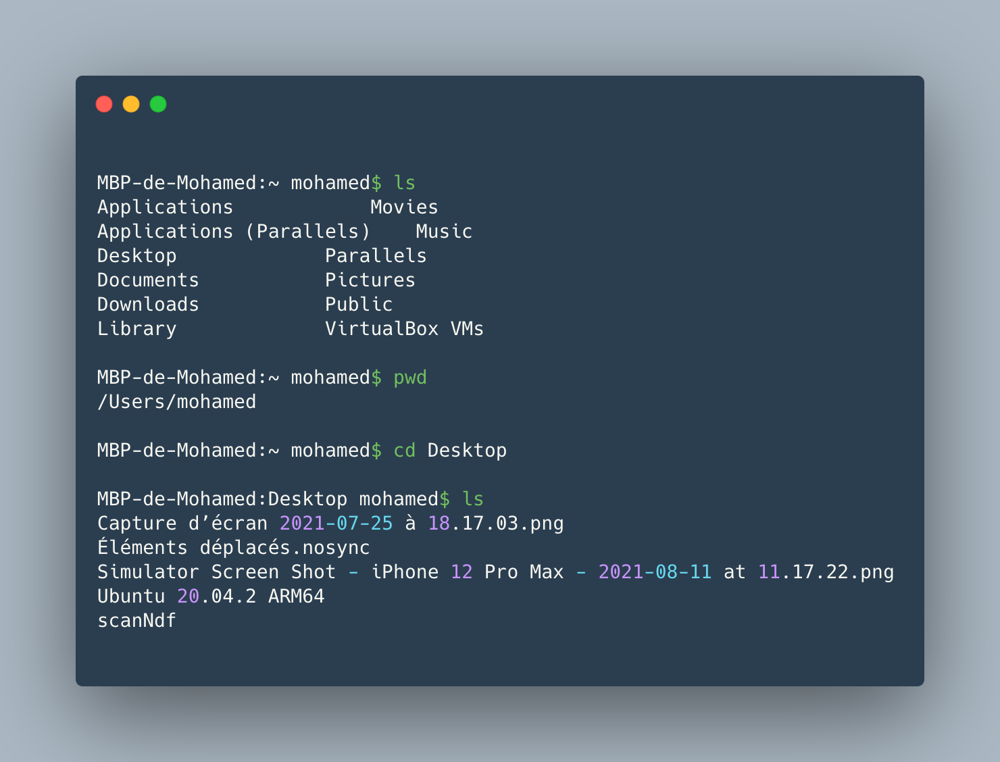 MBP-de-Mohamed:~ mohamed$ ls
Applications            Movies
Applications (Parallels)    Music
Desktop             Parallels
Documents           Pictures
Downloads           Public
Library             VirtualBox VMs
MBP-de-Mohamed:~ mohamed$ pwd
/Users/mohamed
MBP-de-Mohamed:~ mohamed$ cd Desktop
MBP-de-Mohamed:Desktop mohamed$ ls
Capture d’écran 2021-07-25 à 18.17.03.png
Éléments déplacés.nosync
Simulator Screen Shot - iPhone 12 Pro Max - 2021-08-11 at 11.17.22.png
Ubuntu 20.04.2 ARM64
scanNdf